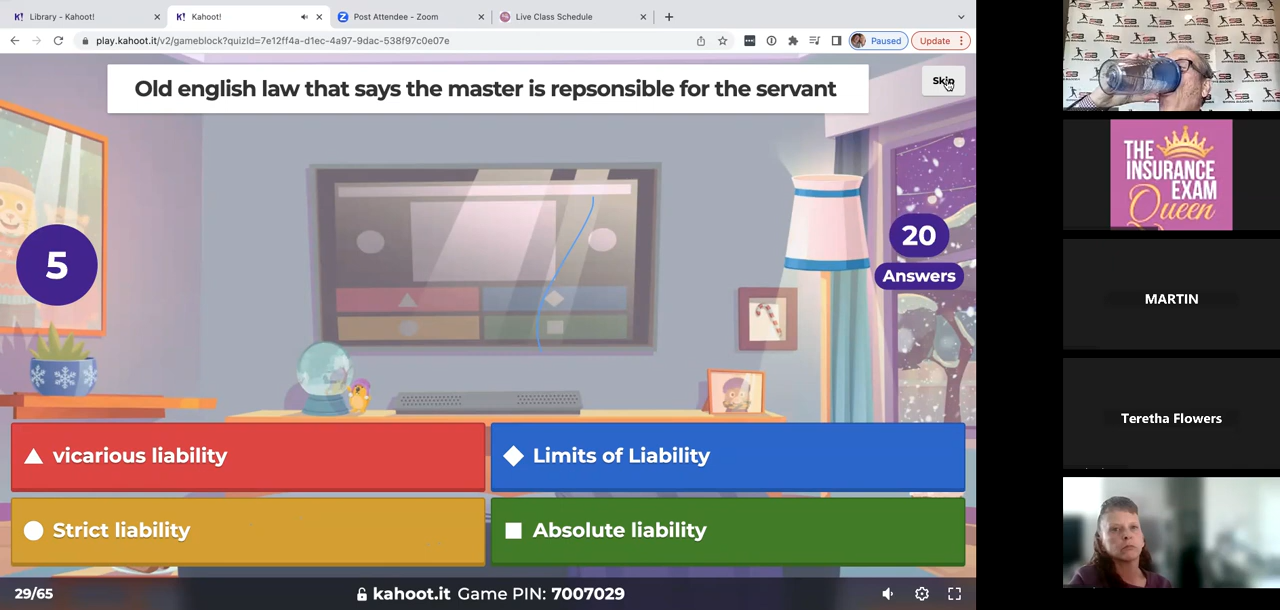 Library - Kahoot!
Kahoot!
Post Attendee - Zoom
Live Class Schedule
play.kahoot.it/v2/gameblock?quizId=7e12ff4a-d1ec-4a97-9dac-538f97c0e07e
Paused
Update
Old english law that says the master is repsonsible for the servant
Skip
5
20
Answers
vicarious liability
Limits of Liability
Strict liability
Absolute liability
29/65
kahoot.it Game PIN: 7007029
THE
INSURANCE
EXAM
Queen
MARTIN
Teretha Flowers